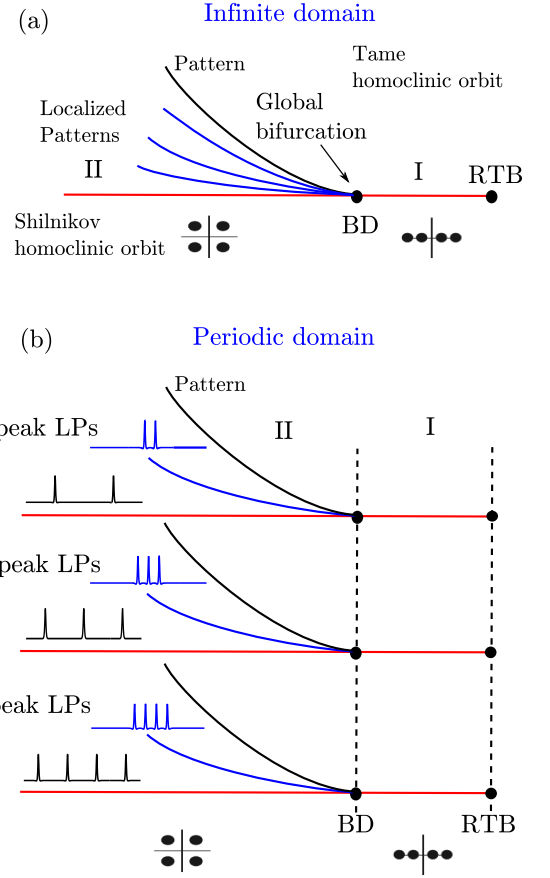 (a)
Infinite domain
Pattern
Tame
homoclinic orbit
Localized
Patterns
Global
bifurcation
II
I
RTB
BD
Shilnikov
homoclinic orbit
(b)
Periodic domain
Pattern
peak LPs
II
I
peak LPs
peak LPs
BD
RTB